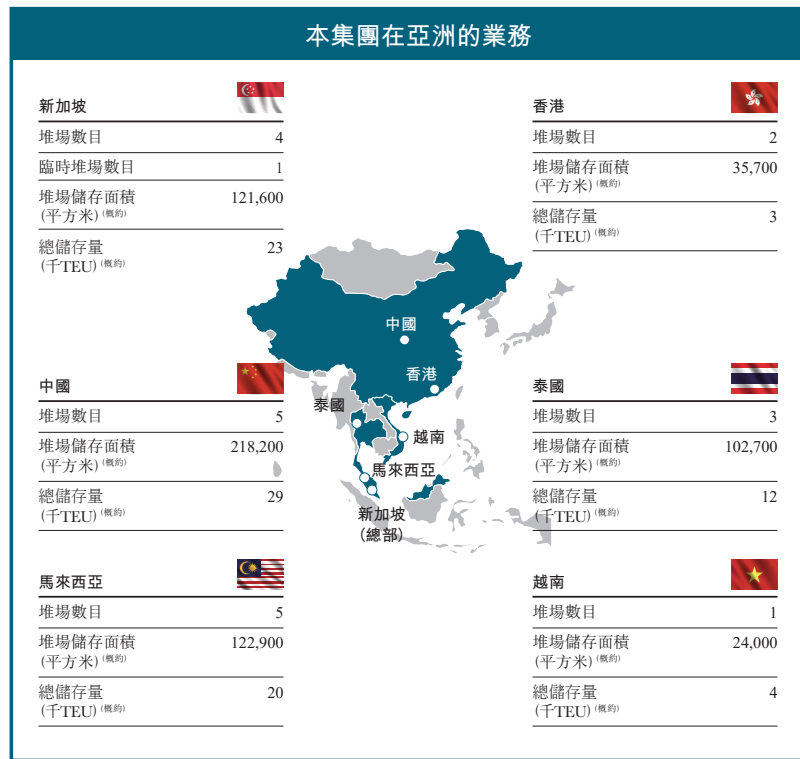 本集團在亞洲的業務
新加坡
堆場數目 4
臨時堆場數目 1
堆場儲存面積 121,600
(平方米) (概約)
總儲存量 23
(千TEU) (概約)
香港
堆場數目 2
堆場儲存面積 35,700
(平方米) (概約)
總儲存量 3
(千TEU) (概約)
中國
香港
泰國
越南
馬來西亞
新加坡
(總部)
中國
堆場數目 5
堆場儲存面積 218,200
(平方米) (概約)
總儲存量 29
(千TEU) (概約)
泰國
堆場數目 3
堆場儲存面積 102,700
(平方米) (概約)
總儲存量 12
(千TEU) (概約)
馬來西亞
堆場數目 5
堆場儲存面積 122,900
(平方米) (概約)
總儲存量 20
(千TEU) (概約)
越南
堆場數目 1
堆場儲存面積 24,000
(平方米) (概約)
總儲存量 4
(千TEU) (概約)